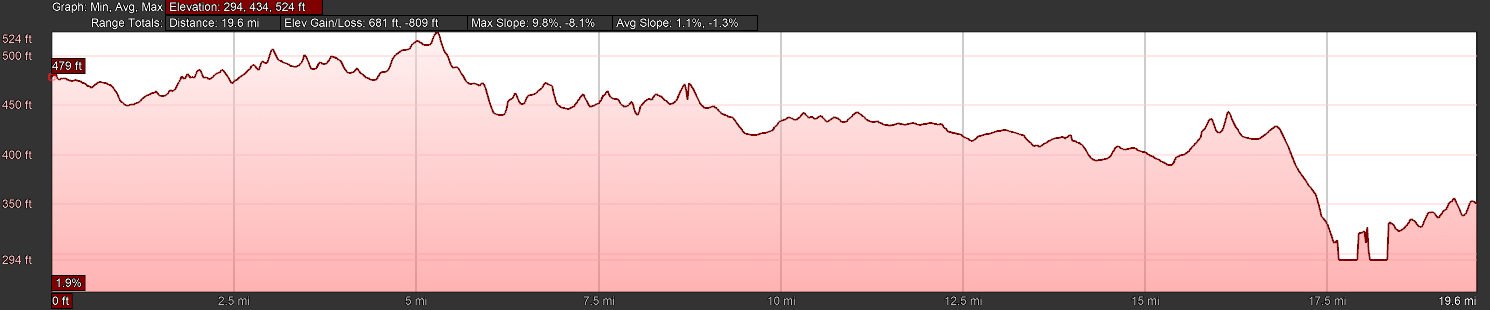 Graph: Min, Avg, Max Elevation: 294, 434, 524 ft
Range Totals: Distance: 19.6 mi Elev Gain/Loss: 681 ft, -809 ft Max Slope: 9.8%, -8.1% Avg Slope: 1.1%, -1.3%
524 ft
500 ft
479 ft
450 ft
400 ft
350 ft
294 ft
1.9%
0 ft 2.5 mi 5 mi 7.5 mi 10 mi 12.5 mi 15 mi 17.5 mi 19.6 mi